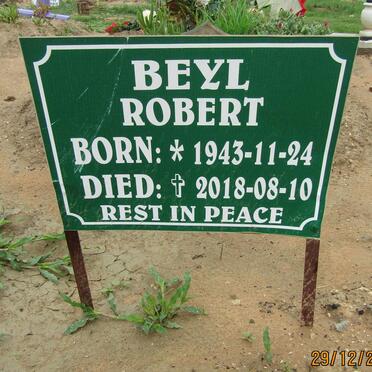 BEYL
ROBERT
BORN: * 1943-11-24
DIED: ✝ 2018-08-10
REST IN PEACE
29/12/2